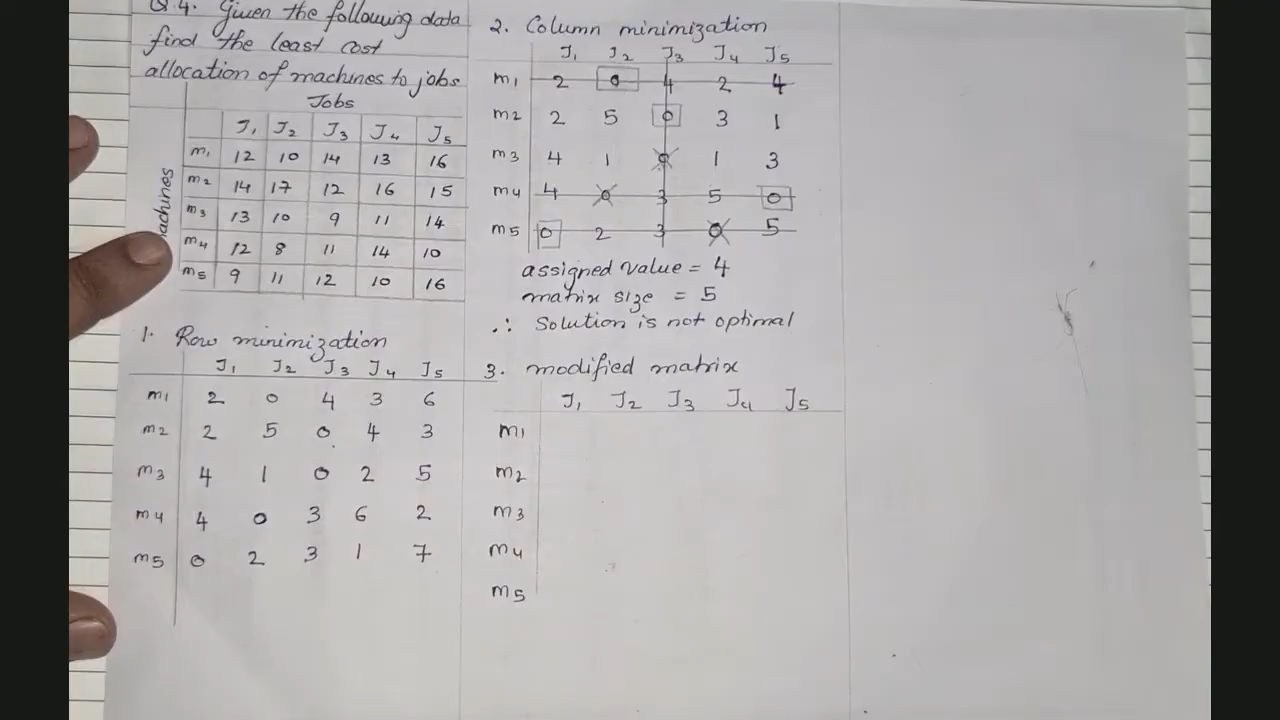 Q.4. Given the following data
find the least cost
allocation of machines to jobs
Jobs
J1 J2 J3 J4 J5
m1 12 10 14 13 16
m2 14 17 12 16 15
m3 13 10 9 11 14
m4 12 8 11 14 10
m5 9 11 12 10 16
1. Row minimization
J1 J2 J3 J4 J5
m1 2 0 4 3 6
m2 2 5 0 4 3
m3 4 1 0 2 5
m4 4 0 3 6 2
m5 0 2 3 1 7
2. Column minimization
J1 J2 J3 J4 J5
m1 2 0 4 2 4
m2 2 5 0 3 1
m3 4 1 0 1 3
m4 4 0 3 5 0
m5 0 2 3 0 5
assigned value = 4
matrix size = 5
∴ Solution is not optimal
3. modified matrix
J1 J2 J3 J4 J5
m1
m2
m3
m4
m5